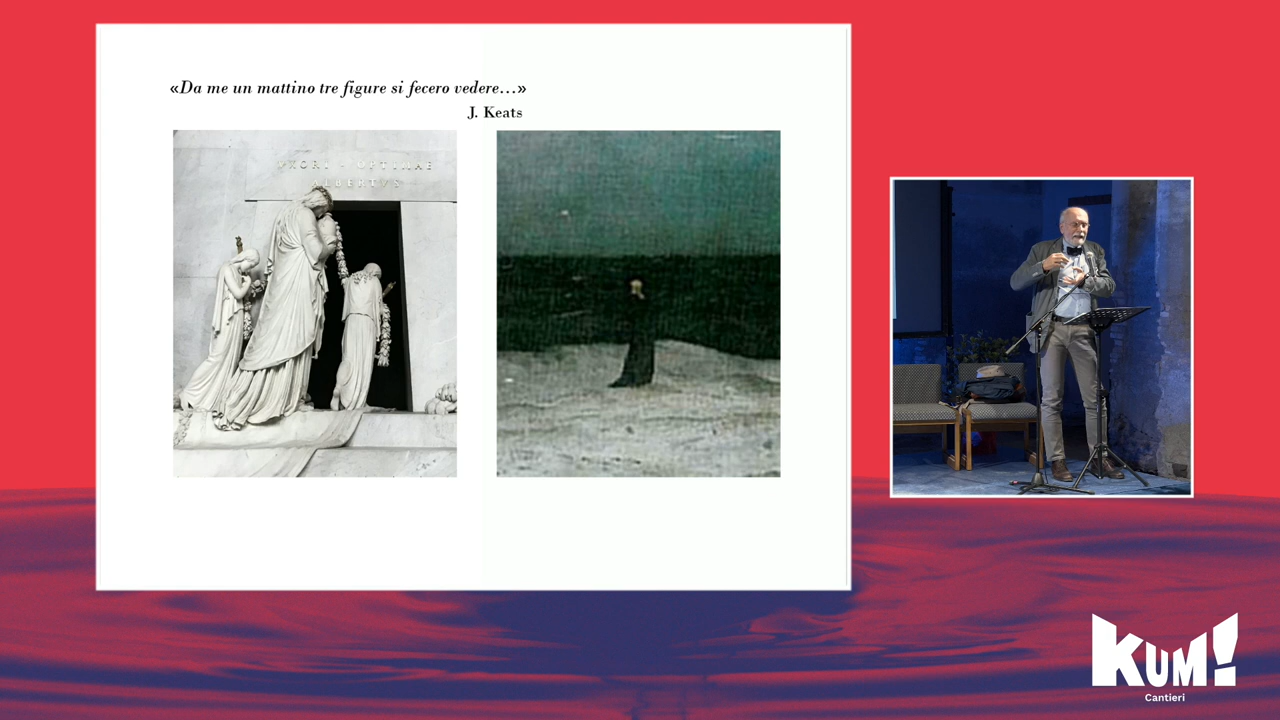 «Da me un mattino tre figure si fecero vedere...»
J. Keats
VXORI · OPTIMAE
ALBERTVS
KUM!
Cantieri